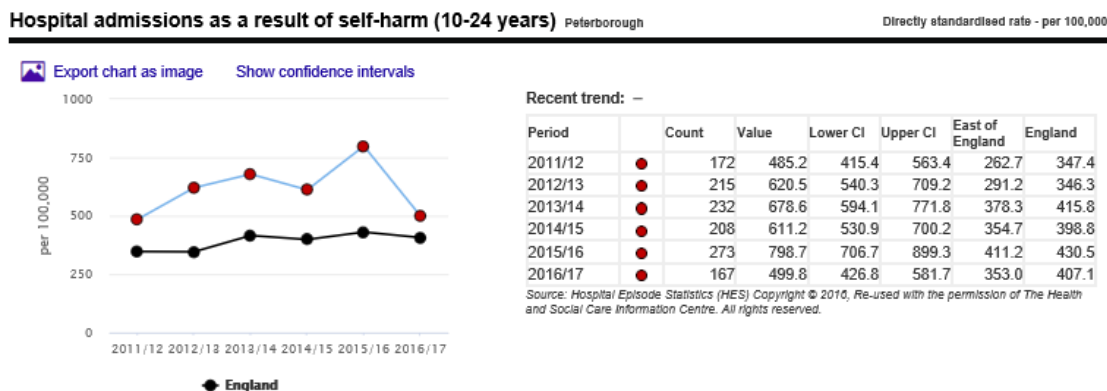 Hospital admissions as a result of self-harm (10-24 years) Peterborough Directly standardised rate - per 100,000
Export chart as image Show confidence intervals
1000
750
500
250
0
per 100,000
2011/12 2012/13 2013/14 2014/15 2015/16 2016/17
England
Recent trend: –
Period Count Value Lower CI Upper CI East of England England
2011/12 172 485.2 415.4 563.4 262.7 347.4
2012/13 215 620.5 540.3 709.2 291.2 346.3
2013/14 232 678.6 594.1 771.8 378.3 415.8
2014/15 208 611.2 530.9 700.2 354.7 398.8
2015/16 273 798.7 706.7 899.3 411.2 430.5
2016/17 167 499.8 426.8 581.7 353.0 407.1
Source: Hospital Episode Statistics (HES) Copyright © 2016, Re-used with the permission of The Health
and Social Care Information Centre. All rights reserved.